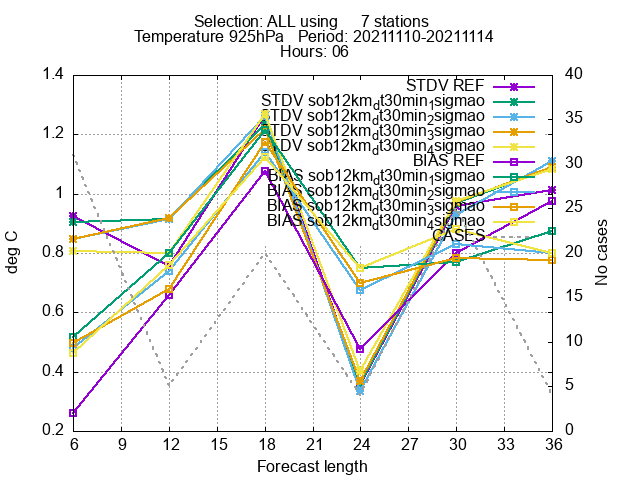 Selection: ALL using 7 stations
Temperature 925hPa Period: 20211110-20211114
Hours: 06
STDV REF
STDV sob12km_dt30min_1sigmao
STDV sob12km_dt30min_2sigmao
STDV sob12km_dt30min_3sigmao
STDV sob12km_dt30min_4sigmao
BIAS REF
BIAS sob12km_dt30min_1sigmao
BIAS sob12km_dt30min_2sigmao
BIAS sob12km_dt30min_3sigmao
BIAS sob12km_dt30min_4sigmao
CASES
deg C
1.4
1.2
1
0.8
0.6
0.4
0.2
40
35
30
25
20
15
10
5
0
No cases
6 9 12 15 18 21 24 27 30 33 36
Forecast length